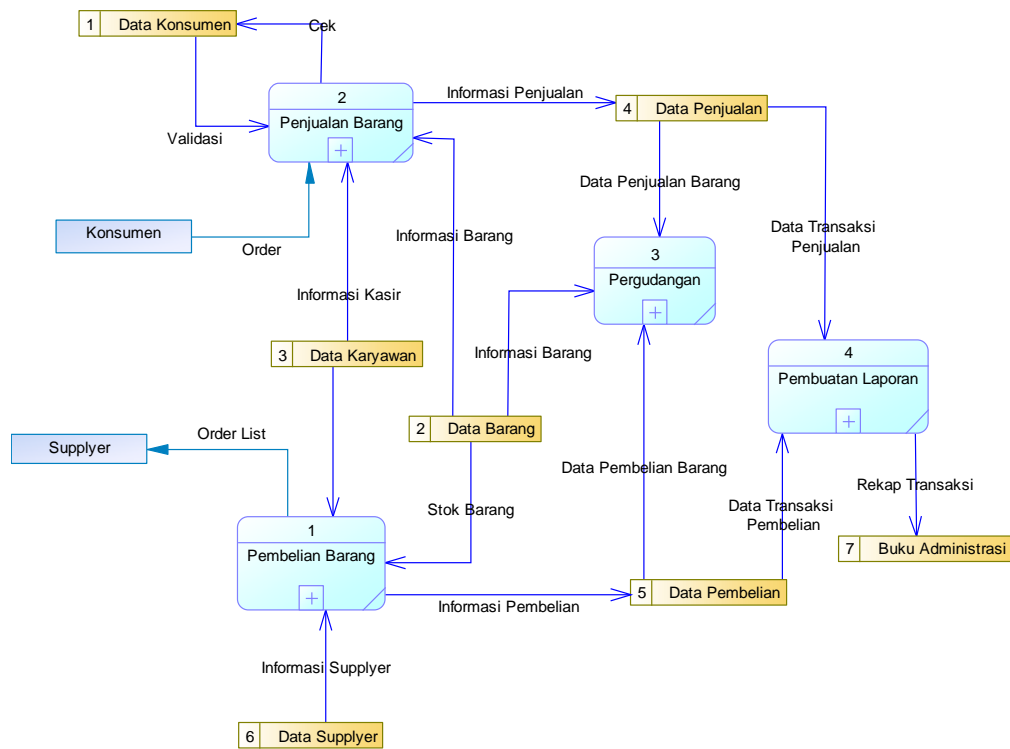 1 Data Konsumen
Cek
Validasi
2
Penjualan Barang
Informasi Penjualan
4 Data Penjualan
Konsumen
Order
Informasi Barang
Data Penjualan Barang
Data Transaksi
Penjualan
3
Pergudangan
Informasi Kasir
3 Data Karyawan
Informasi Barang
4
Pembuatan Laporan
2 Data Barang
Supplyer
Order List
Data Pembelian Barang
Stok Barang
Data Transaksi
Pembelian
Rekap Transaksi
1
Pembelian Barang
7 Buku Administrasi
Informasi Pembelian
5 Data Pembelian
Informasi Supplyer
6 Data Supplyer